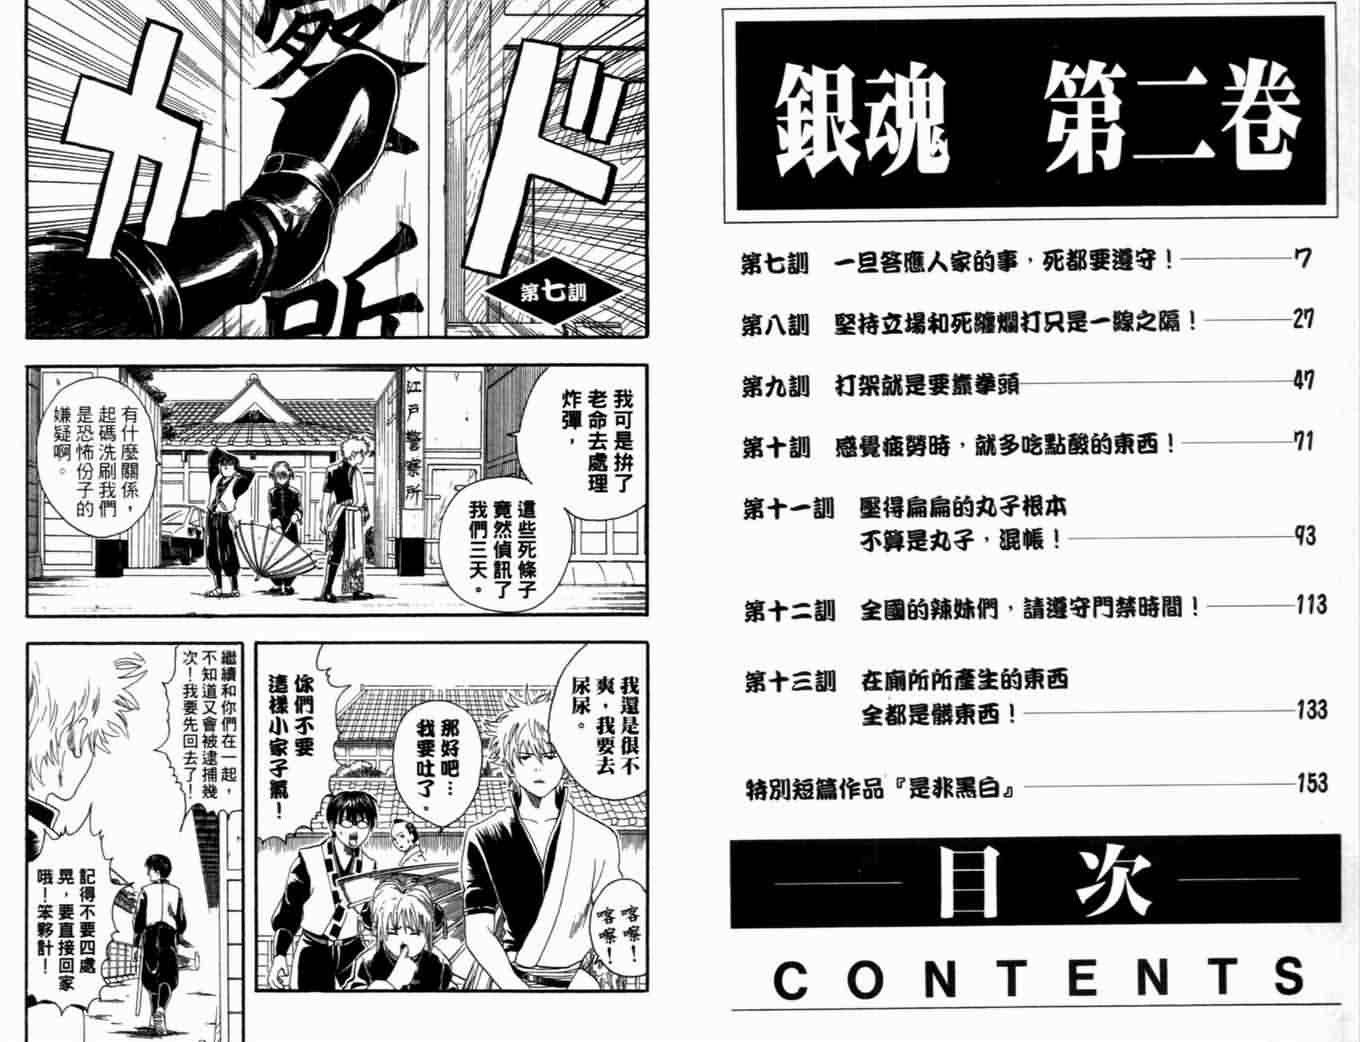 銀魂 第二卷
第七訓 一旦答應人家的事，死都要遵守！ 7
第八訓 堅持立場和死纏爛打只是一線之隔！ 27
第九訓 打架就是要靠拳頭 47
第十訓 感覺疲勞時，就多吃點酸的東西！ 71
第十一訓 壓得扁扁的丸子根本
不算是丸子，混帳！ 93
第十二訓 全國的辣妹們，請遵守門禁時間！ 113
第十三訓 在廁所所產生的東西
全都是髒東西！ 133
特別短篇作品『是非黑白』 153
目次
CONTENTS
ドカ
察
所
第七訓
我可是拚了
老命去處理
炸彈，
這些死條子
竟然偵訊了
我們三天。
大江戶警察所
有什麼關係，
起碼洗刷我們
是恐怖份子的
嫌疑啊。
我還是很不
爽，我要去
尿尿。
那好吧…
我要吐了。
你們不要
這樣小家子氣！
喀嚓！
喀嚓！
繼續和你們在一起，
不知道又會被逮捕幾
次！我要先回去了！
記得不要四處
晃，要直接回家
哦！笨夥計！